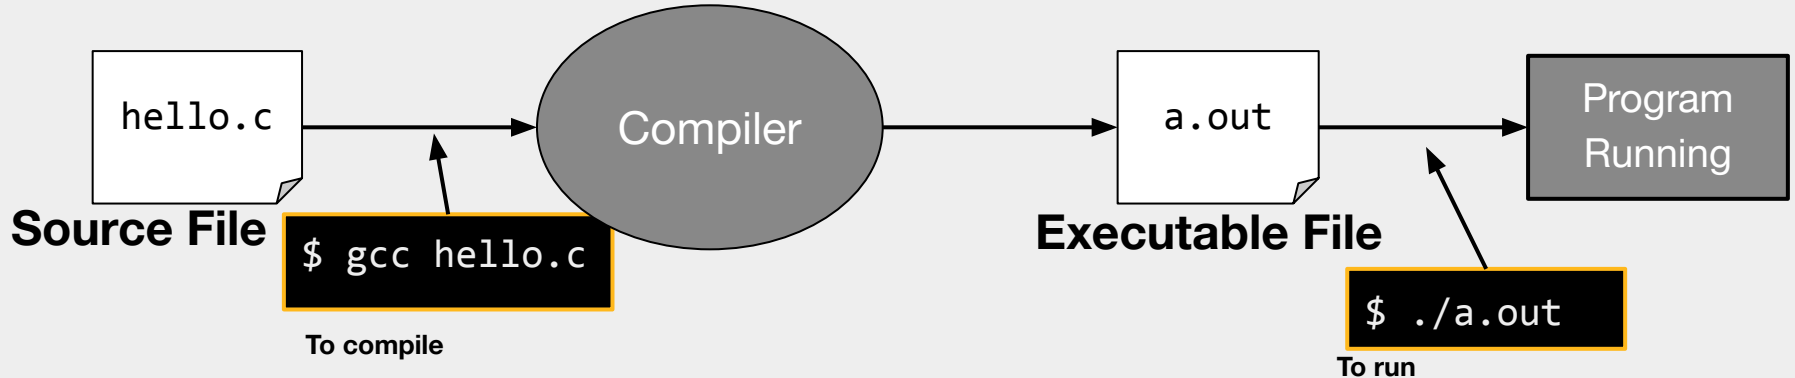 hello.c
Compiler
a.out
Program
Running
Source File
$ gcc hello.c
To compile
Executable File
$ ./a.out
To run